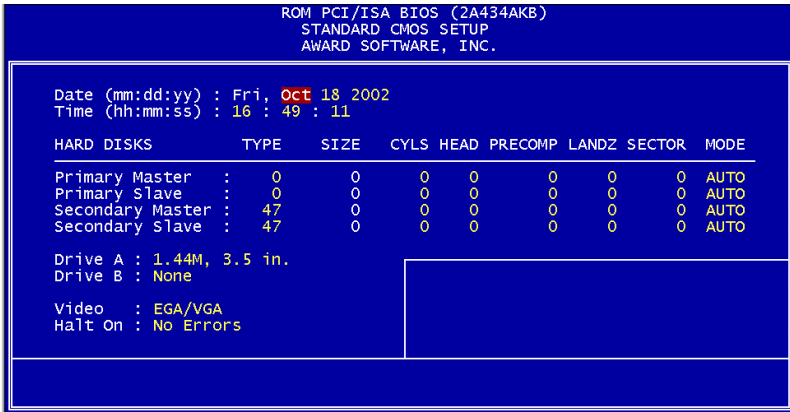 ROM PCI/ISA BIOS (2A434AKB)
STANDARD CMOS SETUP
AWARD SOFTWARE, INC.
Date (mm:dd:yy) : Fri, Oct 18 2002
Time (hh:mm:ss) : 16 : 49 : 11
HARD DISKS TYPE SIZE CYLS HEAD PRECOMP LANDZ SECTOR MODE
Primary Master : 0 0 0 0 0 0 0 AUTO
Primary Slave : 0 0 0 0 0 0 0 AUTO
Secondary Master : 47 0 0 0 0 0 0 AUTO
Secondary Slave : 47 0 0 0 0 0 0 AUTO
Drive A : 1.44M, 3.5 in.
Drive B : None
Video : EGA/VGA
Halt On : No Errors